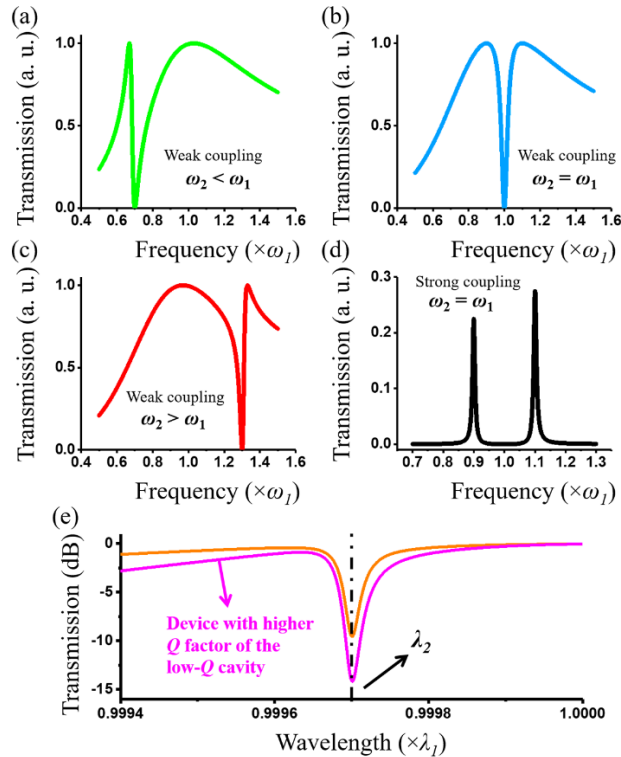 (a)
Transmission (a. u.)
1.0
0.5
0.0
0.4 0.6 0.8 1.0 1.2 1.4 1.6
Frequency (×ω1)
Weak coupling
ω2 < ω1
(b)
Transmission (a. u.)
1.0
0.5
0.0
0.4 0.6 0.8 1.0 1.2 1.4 1.6
Frequency (×ω1)
Weak coupling
ω2 = ω1
(c)
Transmission (a. u.)
1.0
0.5
0.0
0.4 0.6 0.8 1.0 1.2 1.4 1.6
Frequency (×ω1)
Weak coupling
ω2 > ω1
(d)
Transmission (a. u.)
0.3
0.2
0.1
0.0
0.7 0.8 0.9 1.0 1.1 1.2 1.3
Frequency (×ω1)
Strong coupling
ω2 = ω1
(e)
Transmission (dB)
0
-5
-10
-15
0.9994 0.9996 0.9998 1.0000
Wavelength (×λ1)
Device with higher
Q factor of the
low-Q cavity
λ2